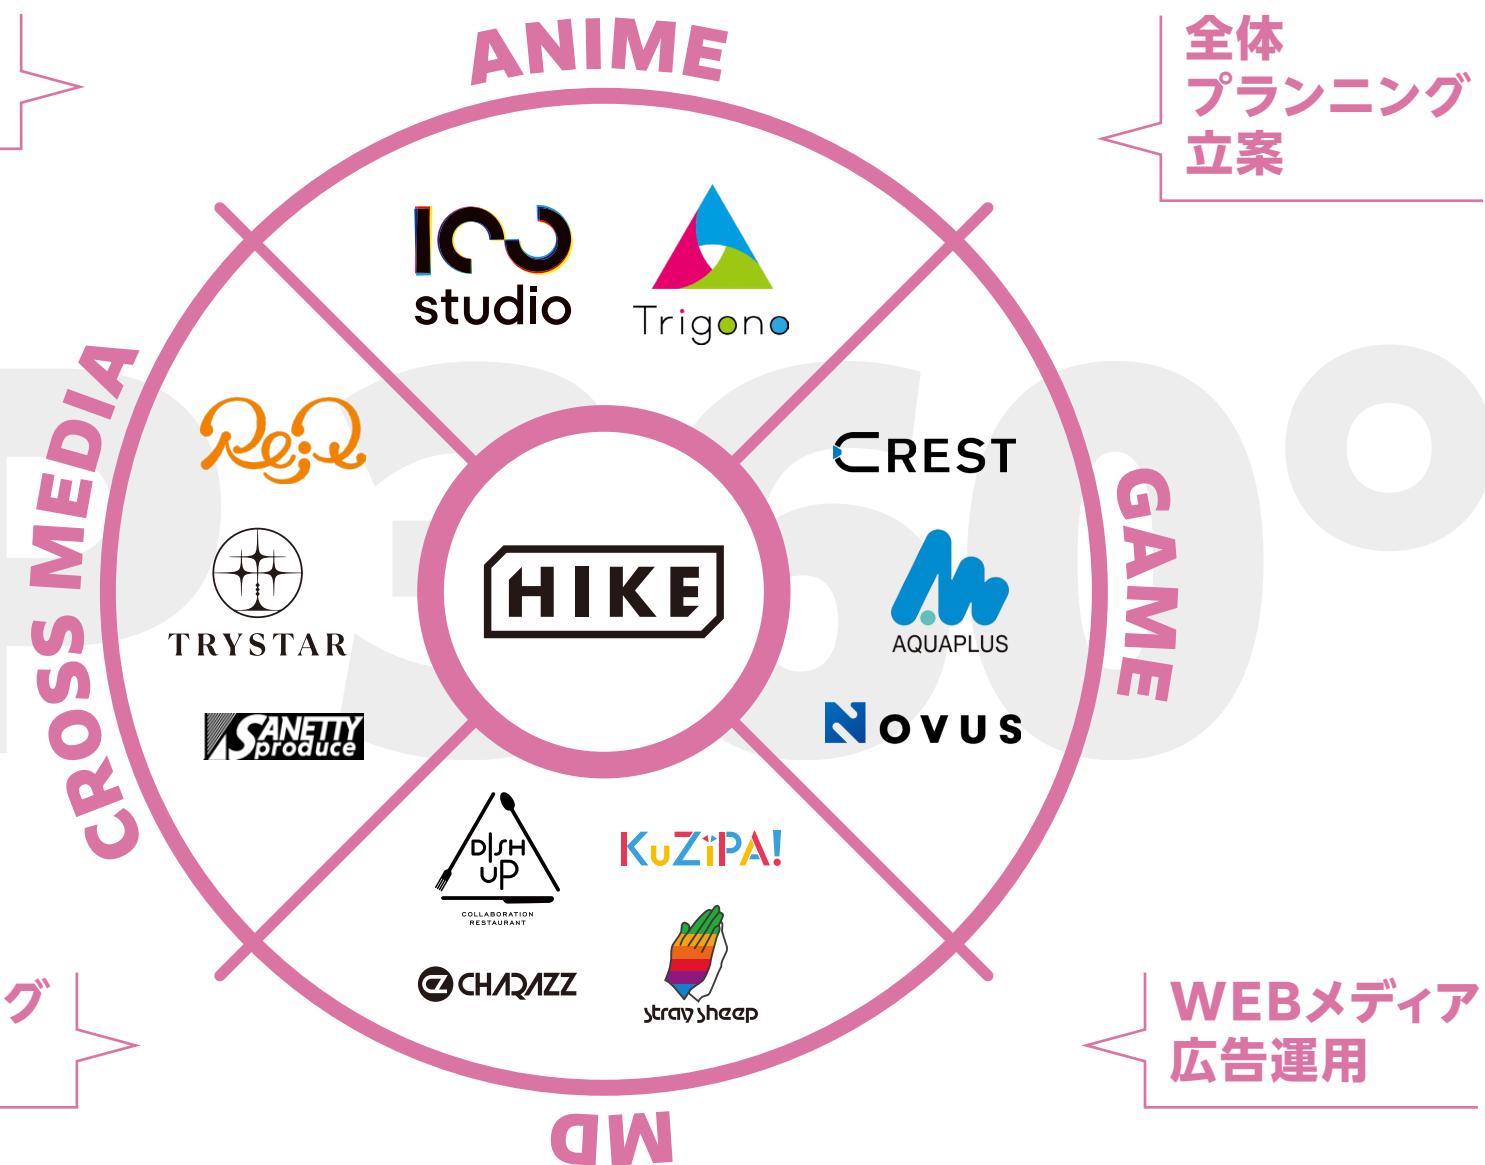 ANIME
全体
プランニング
立案
100
studio
Trigono
CROSS MEDIA
P360°
ReiQ
CREST
GAME
TRYSTAR
HIKE
AQUAPLUS
SANETTY
produce
NOVUS
DISH
UP
COLLABORATION
RESTAURANT
KuZiPA!
CHARAZZ
stray sheep
グ
WEBメディア
広告運用
MD